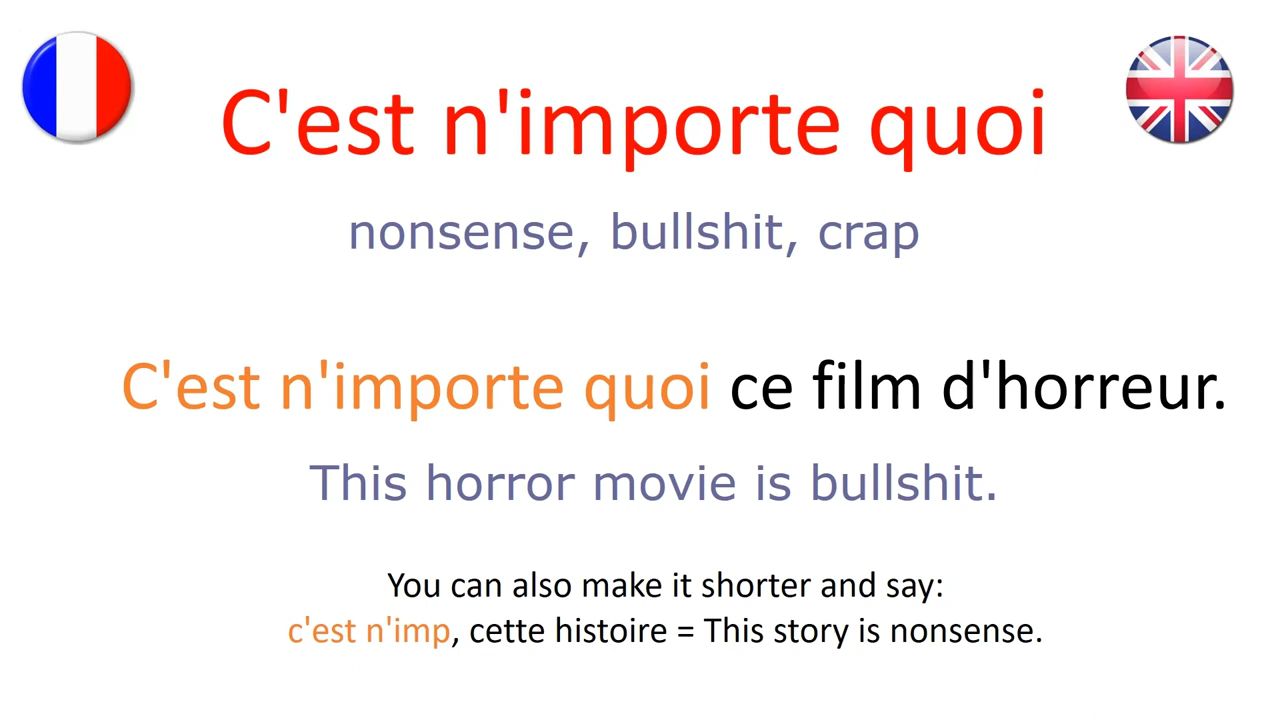 C'est n'importe quoi
nonsense, bullshit, crap
C'est n'importe quoi ce film d'horreur.
This horror movie is bullshit.
You can also make it shorter and say:
c'est n'imp, cette histoire = This story is nonsense.